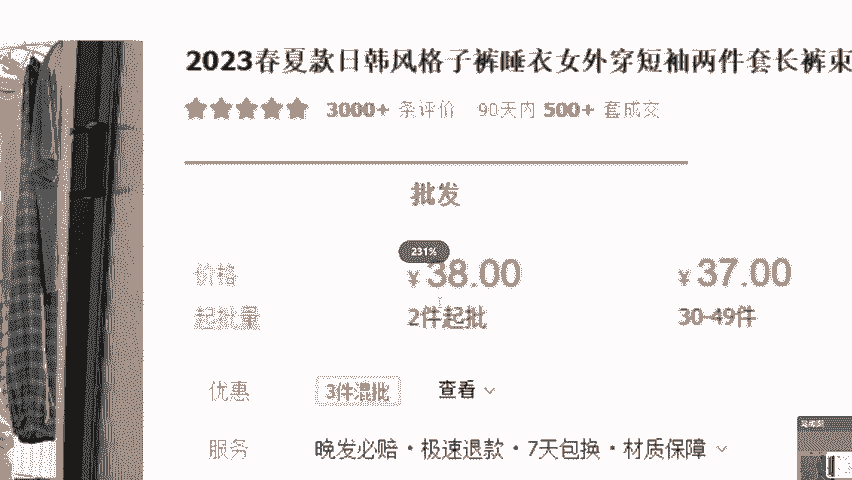 2023春夏款日韩风格子裤睡衣女外穿短袖两件套长裤束
3000+ 条评价 90天内 500+ 套成交
批发
231%
价格 ¥38.00 ¥37.00
起批量 2件起批 30-49件
优惠 3件混批 查看
服务 晚发必赔·极速退款·7天包换·材质保障